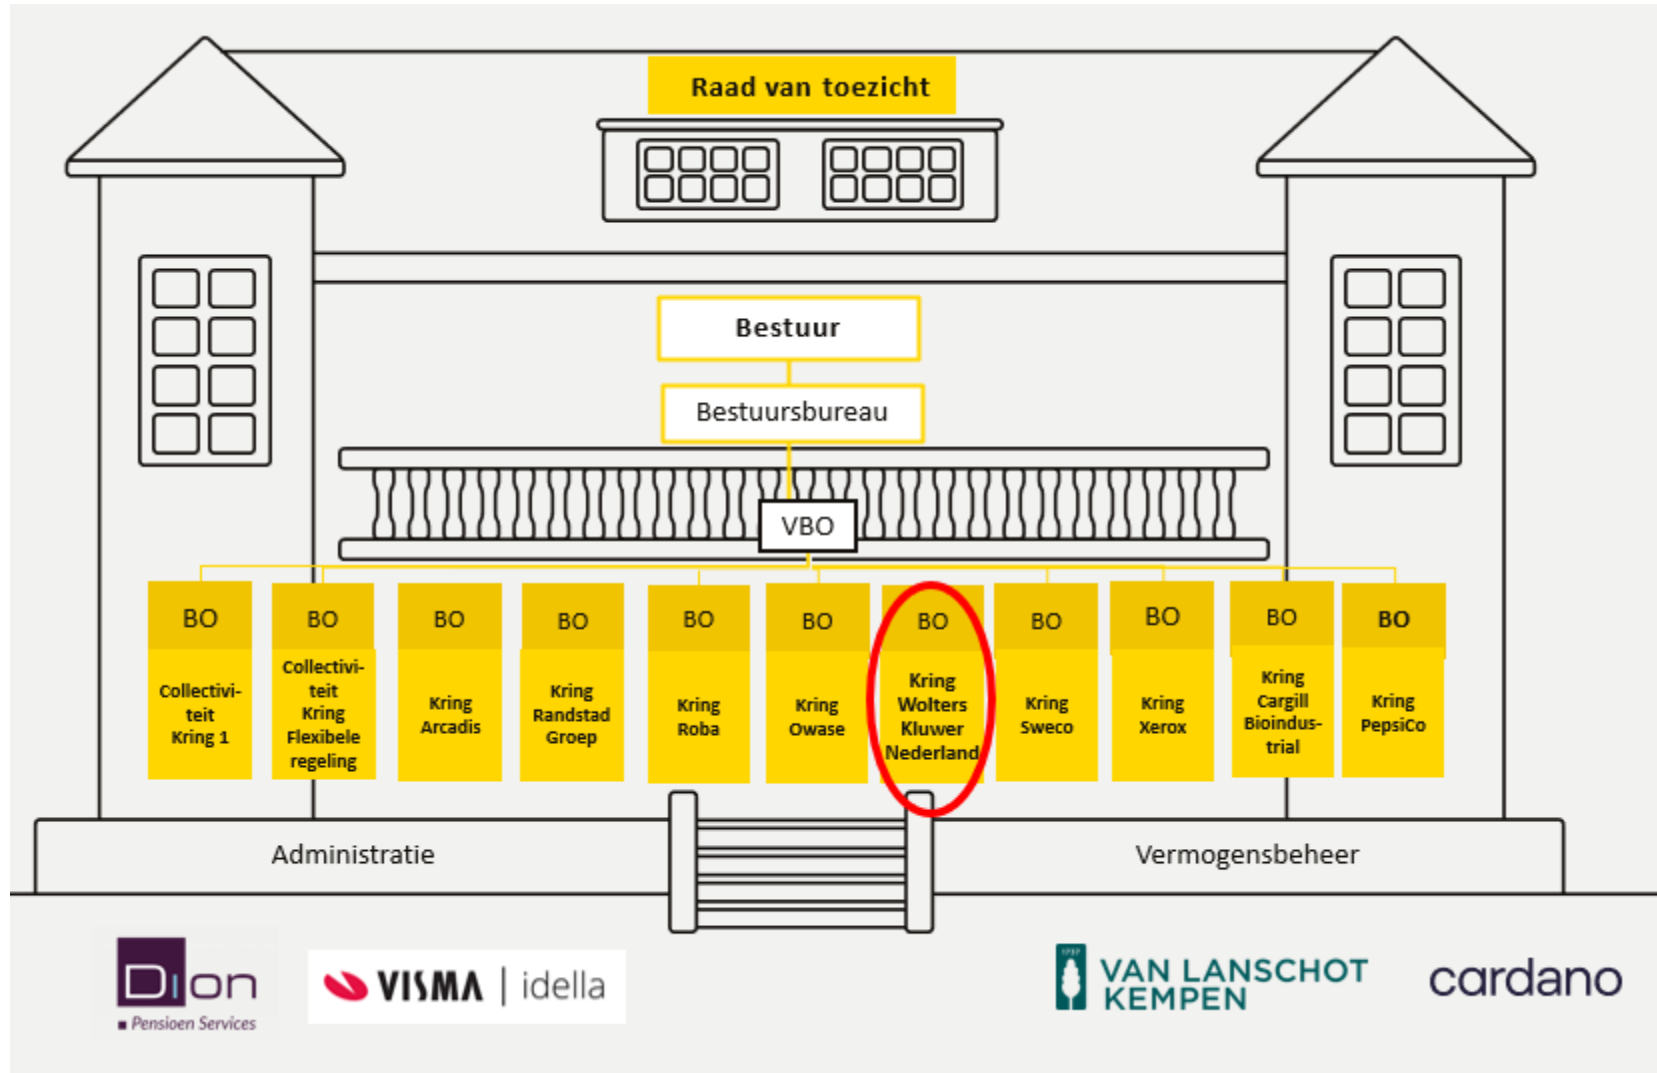 Raad van toezicht
Bestuur
Bestuursbureau
VBO
BO
Collectivi-
teit
Kring 1
BO
Collectivi-
teit
Kring
Flexibele
regeling
BO
Kring
Arcadis
BO
Kring
Randstad
Groep
BO
Kring
Roba
BO
Kring
Owase
BO
Kring
Wolters
Kluwer
Nederland
BO
Kring
Sweco
BO
Kring
Xerox
BO
Kring
Cargill
Bioindus-
trial
BO
Kring
PepsiCo
Administratie
Vermogensbeheer
Dion
Pensioen Services
VISMA | idella
1737
VAN LANSCHOT
KEMPEN
cardano